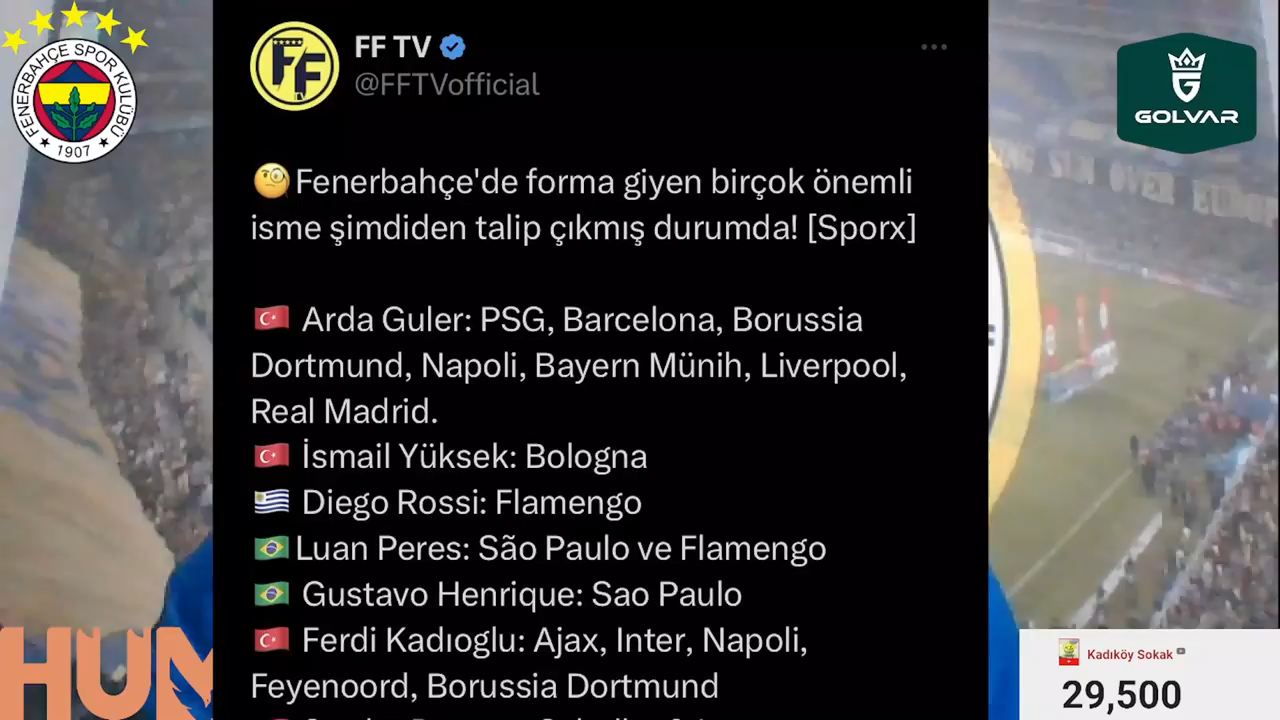 FENERBAHÇE SPOR KULÜBÜ
1907
FF TV
@FFTVofficial
GOLVAR
Fenerbahçe'de forma giyen birçok önemli
isme şimdiden talip çıkmış durumda! [Sporx]
Arda Guler: PSG, Barcelona, Borussia
Dortmund, Napoli, Bayern Münih, Liverpool,
Real Madrid.
İsmail Yüksek: Bologna
Diego Rossi: Flamengo
Luan Peres: São Paulo ve Flamengo
Gustavo Henrique: Sao Paulo
Ferdi Kadıoglu: Ajax, Inter, Napoli,
Feyenoord, Borussia Dortmund
SUN OVER
HUM
Kadıköy Sokak
29,500